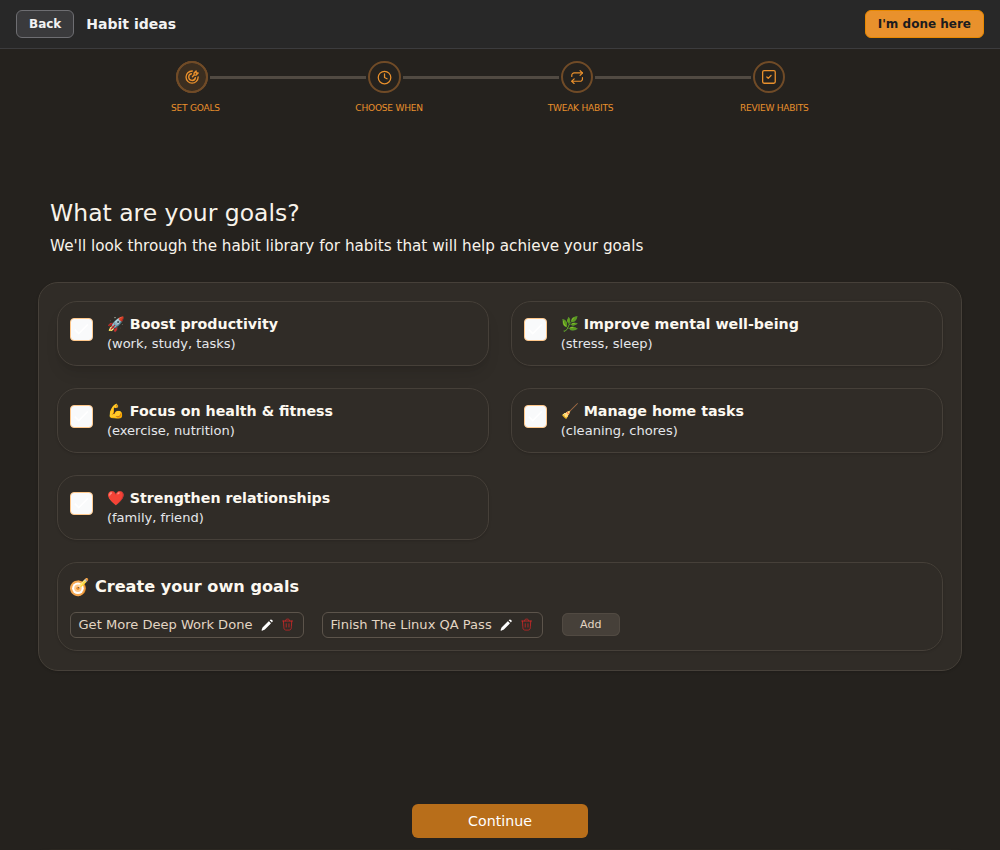 Back Habit ideas I'm done here
SET GOALS CHOOSE WHEN TWEAK HABITS REVIEW HABITS
What are your goals?
We'll look through the habit library for habits that will help achieve your goals
🚀 Boost productivity
(work, study, tasks)
🌿 Improve mental well-being
(stress, sleep)
💪 Focus on health & fitness
(exercise, nutrition)
🧹 Manage home tasks
(cleaning, chores)
❤️ Strengthen relationships
(family, friend)
Create your own goals
Get More Deep Work Done Finish The Linux QA Pass Add
Continue